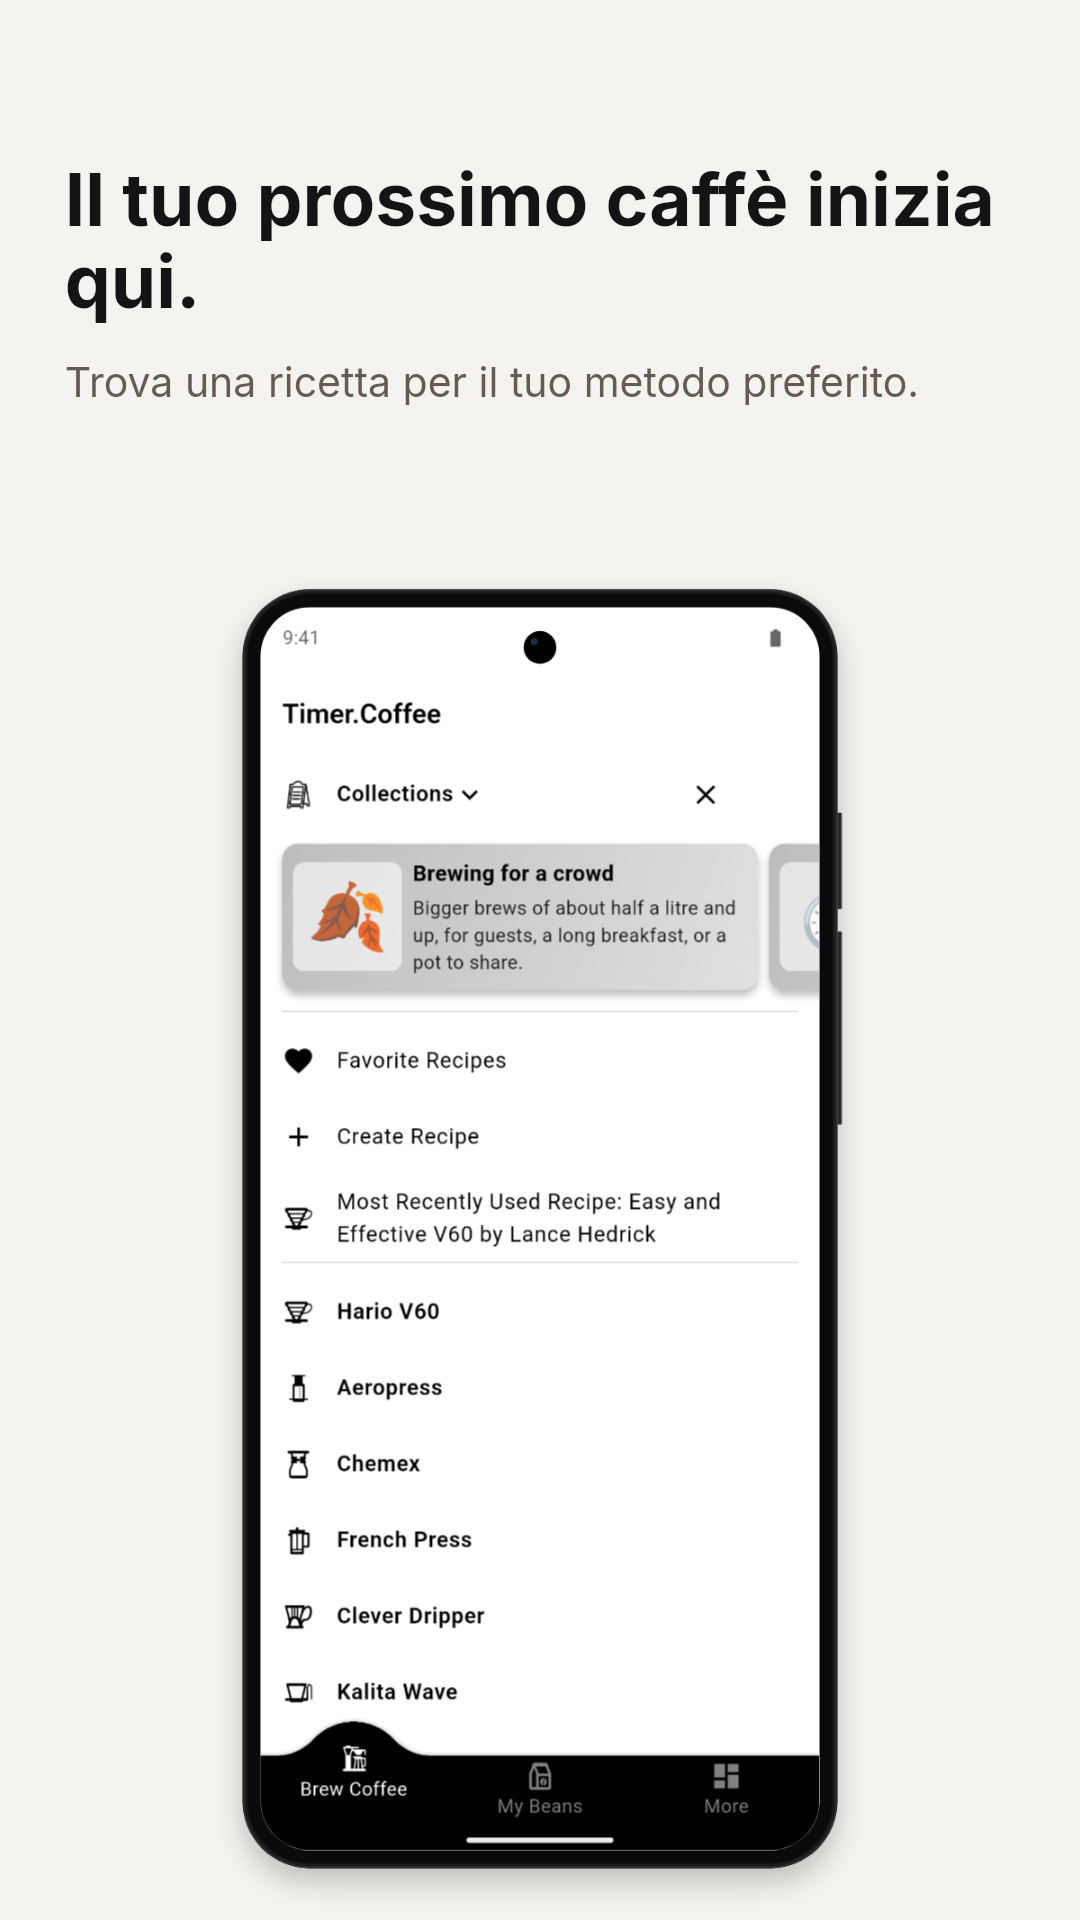 Il tuo prossimo caffè inizia
qui.
Trova una ricetta per il tuo metodo preferito.
9:41
Timer.Coffee
Collections
Brewing for a crowd
Bigger brews of about half a litre and
up, for guests, a long breakfast, or a
pot to share.
Favorite Recipes
Create Recipe
Most Recently Used Recipe: Easy and
Effective V60 by Lance Hedrick
Hario V60
Aeropress
Chemex
French Press
Clever Dripper
Kalita Wave
Brew Coffee
My Beans
More